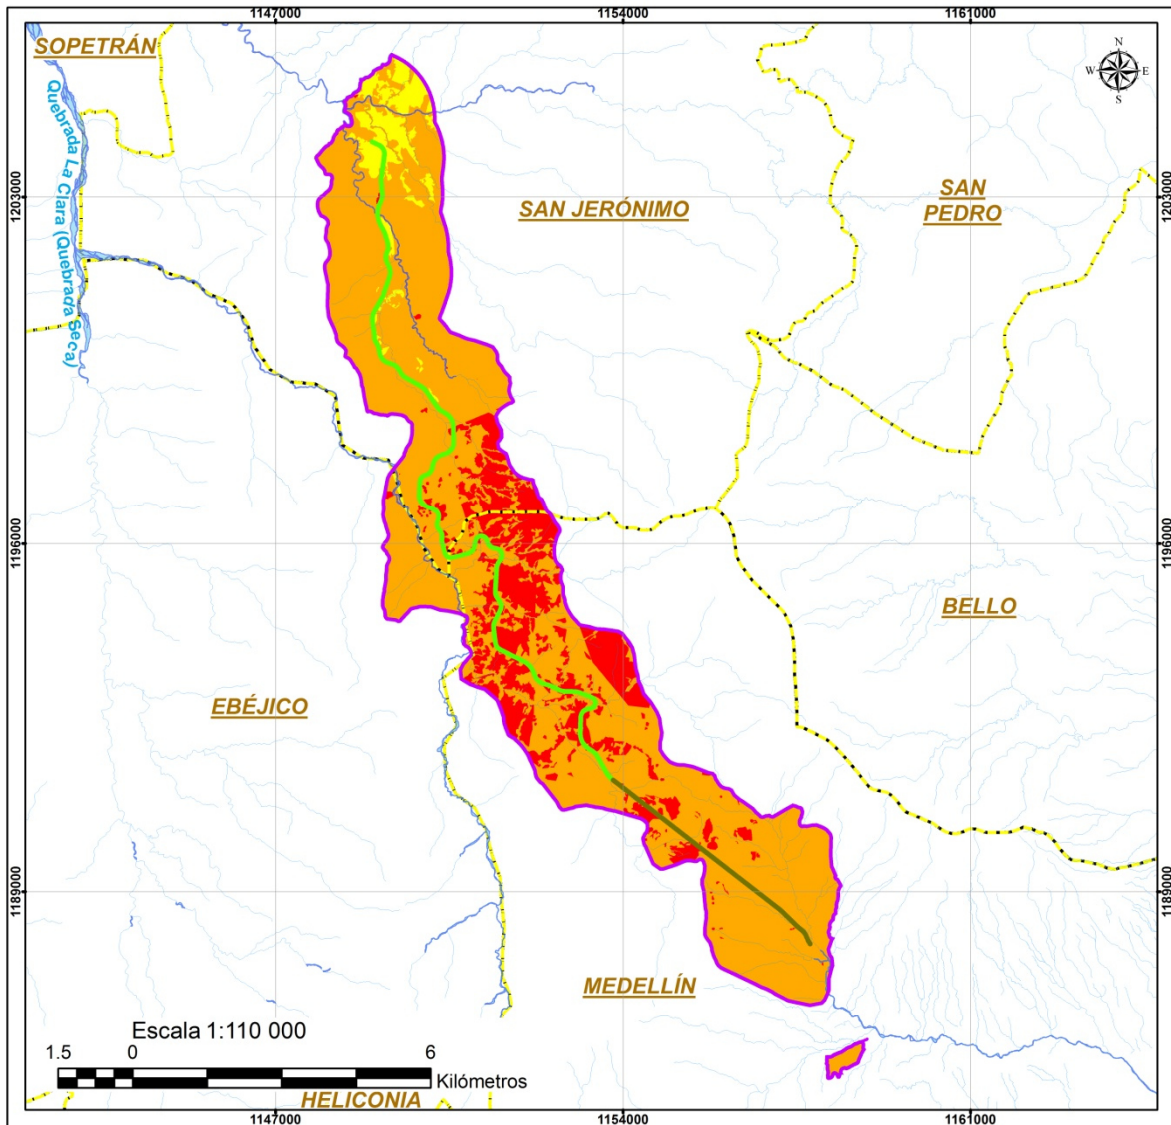 1147000
1154000
1161000
SOPETRÁN
N
W
E
S
Quebrada La Clara (Quebrada Seca)
1203000
1203000
SAN JERÓNIMO
SAN
PEDRO
1196000
1196000
BELLO
EBÉJICO
1189000
1189000
MEDELLÍN
Escala 1:110 000
1.5 0 6
Kilómetros
HELICONIA
1147000
1154000
1161000